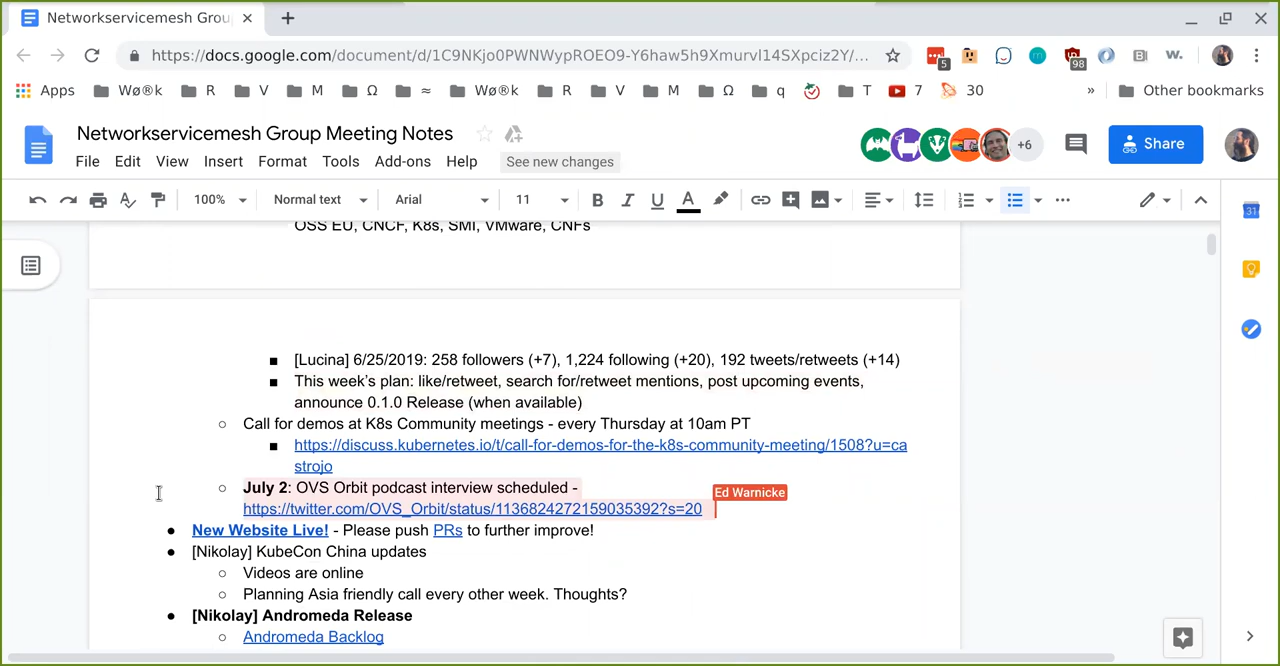 Networkservicemesh Grou
https://docs.google.com/document/d/1C9NKjo0PWNWypROEO9-Y6haw5h9XmurvI14SXpciz2Y/...
5
98
W.
Apps Wø®k R V M Ω ≈ Wø®k R V M Ω q T 7 30 » Other bookmarks
Networkservicemesh Group Meeting Notes
File Edit View Insert Format Tools Add-ons Help See new changes
+6
Share
100% Normal text Arial 11 B I U A
31
OSS EU, CNCF, K8s, SMI, VMware, CNFs
■ [Lucina] 6/25/2019: 258 followers (+7), 1,224 following (+20), 192 tweets/retweets (+14)
■ This week's plan: like/retweet, search for/retweet mentions, post upcoming events,
announce 0.1.0 Release (when available)
○ Call for demos at K8s Community meetings - every Thursday at 10am PT
■ https://discuss.kubernetes.io/t/call-for-demos-for-the-k8s-community-meeting/1508?u=ca
strojo
○ July 2: OVS Orbit podcast interview scheduled -
Ed Warnicke
https://twitter.com/OVS_Orbit/status/1136824272159035392?s=20
● New Website Live! - Please push PRs to further improve!
● [Nikolay] KubeCon China updates
○ Videos are online
○ Planning Asia friendly call every other week. Thoughts?
● [Nikolay] Andromeda Release
○ Andromeda Backlog